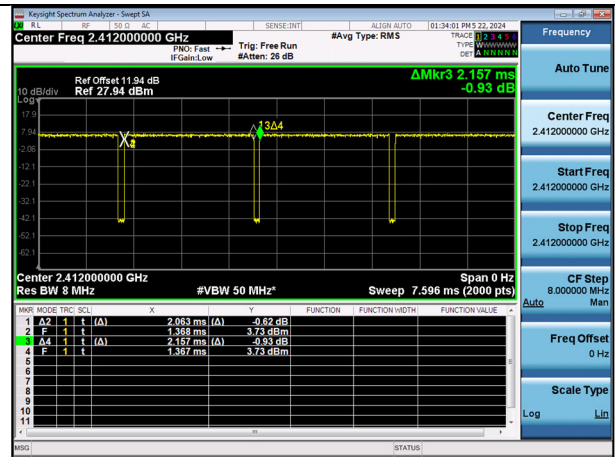 Keysight Spectrum Analyzer - Swept SA
RL RF 50 Ω AC SENSE:INT ALIGN AUTO 01:34:01 PM 5 22, 2024
Center Freq 2.412000000 GHz
PNO: Fast
IFGain:Low
Trig: Free Run
#Atten: 26 dB
#Avg Type: RMS
TRACE 1 2 3 4 5 6
TYPE WWWWWW
DET A NNNNN
Ref Offset 11.94 dB
Ref 27.94 dBm
10 dB/div
Log
ΔMkr3 2.157 ms
-0.93 dB
17.9
7.94
-2.06
-12.1
-22.1
-32.1
-42.1
-52.1
-62.1
13Δ4
Center 2.412000000 GHz Span 0 Hz
Res BW 8 MHz #VBW 50 MHz* Sweep 7.596 ms (2000 pts)
MKR MODE TRC SCL X Y FUNCTION FUNCTION WIDTH FUNCTION VALUE
1 Δ2 1 t (Δ) 2.063 ms (Δ) -0.62 dB
2 F 1 t 1.368 ms 3.73 dBm
3 Δ4 1 t (Δ) 2.157 ms (Δ) -0.93 dB
4 F 1 t 1.367 ms 3.73 dBm
5
6
7
8
9
10
11
MSG STATUS
Frequency
Auto Tune
Center Freq
2.412000000 GHz
Start Freq
2.412000000 GHz
Stop Freq
2.412000000 GHz
CF Step
8.000000 MHz
Auto Man
Freq Offset
0 Hz
Scale Type
Log Lin